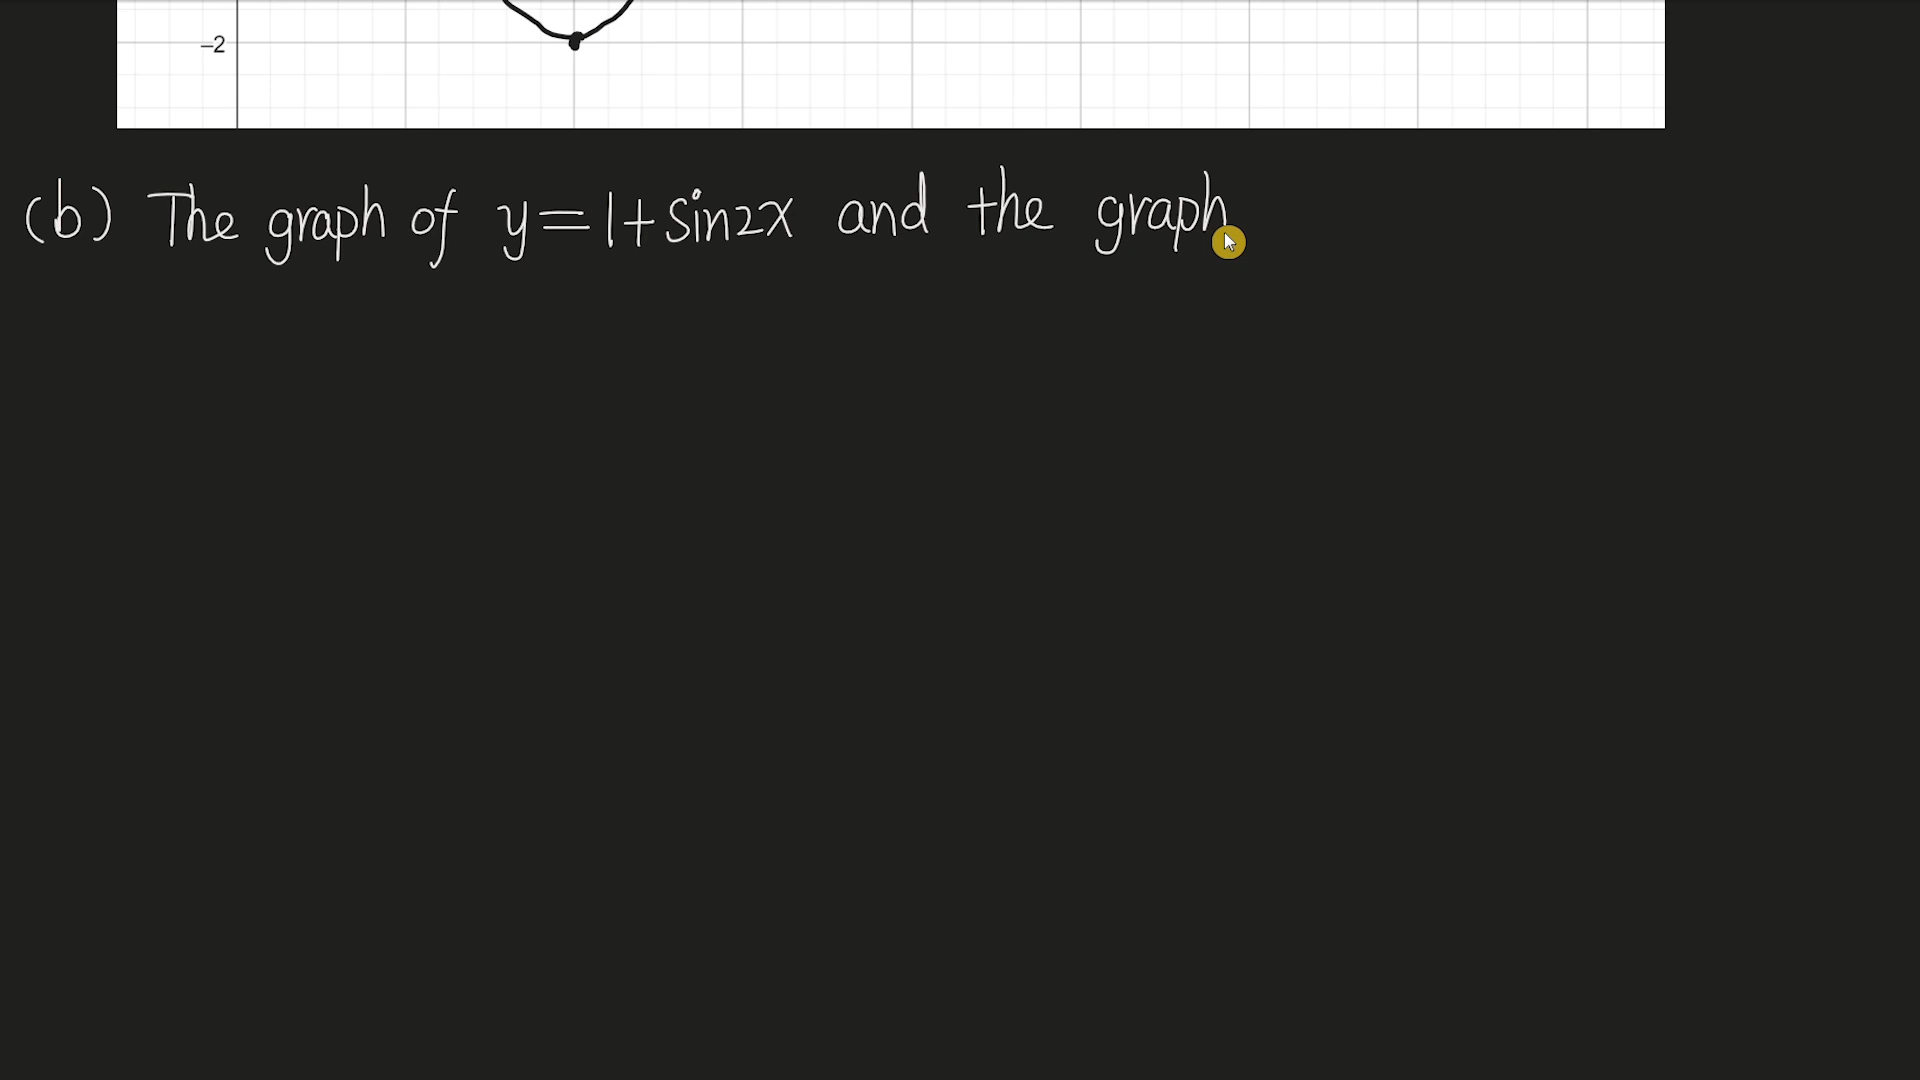 –2
(b) The graph of y=1+sin2x and the graph